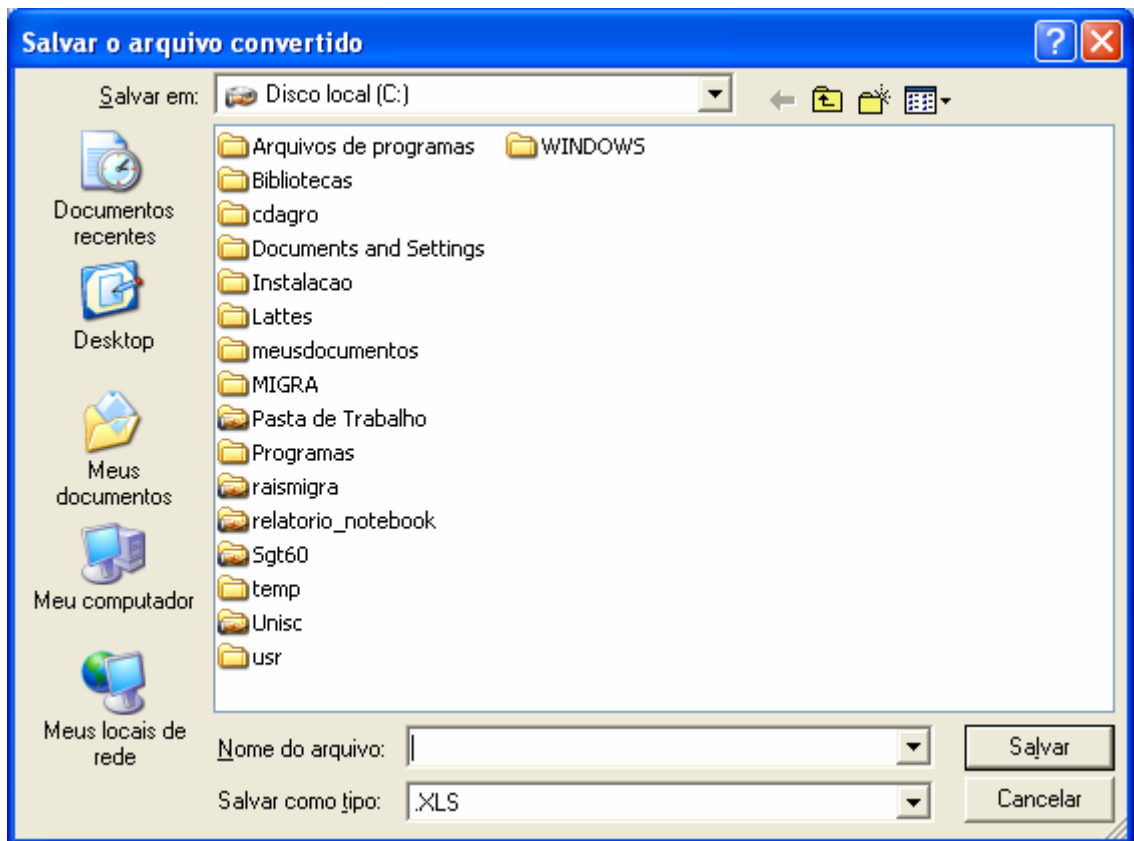 Salvar o arquivo convertido
Salvar em:
Disco local (C:)
Documentos
recentes
Desktop
Meus
documentos
Meu computador
Meus locais de
rede
Arquivos de programas
Bibliotecas
cdagro
Documents and Settings
Instalacao
Lattes
meusdocumentos
MIGRA
Pasta de Trabalho
Programas
raismigra
relatorio_notebook
Sgt60
temp
Unisc
usr
WINDOWS
Nome do arquivo:
Salvar
Salvar como tipo:
.XLS
Cancelar